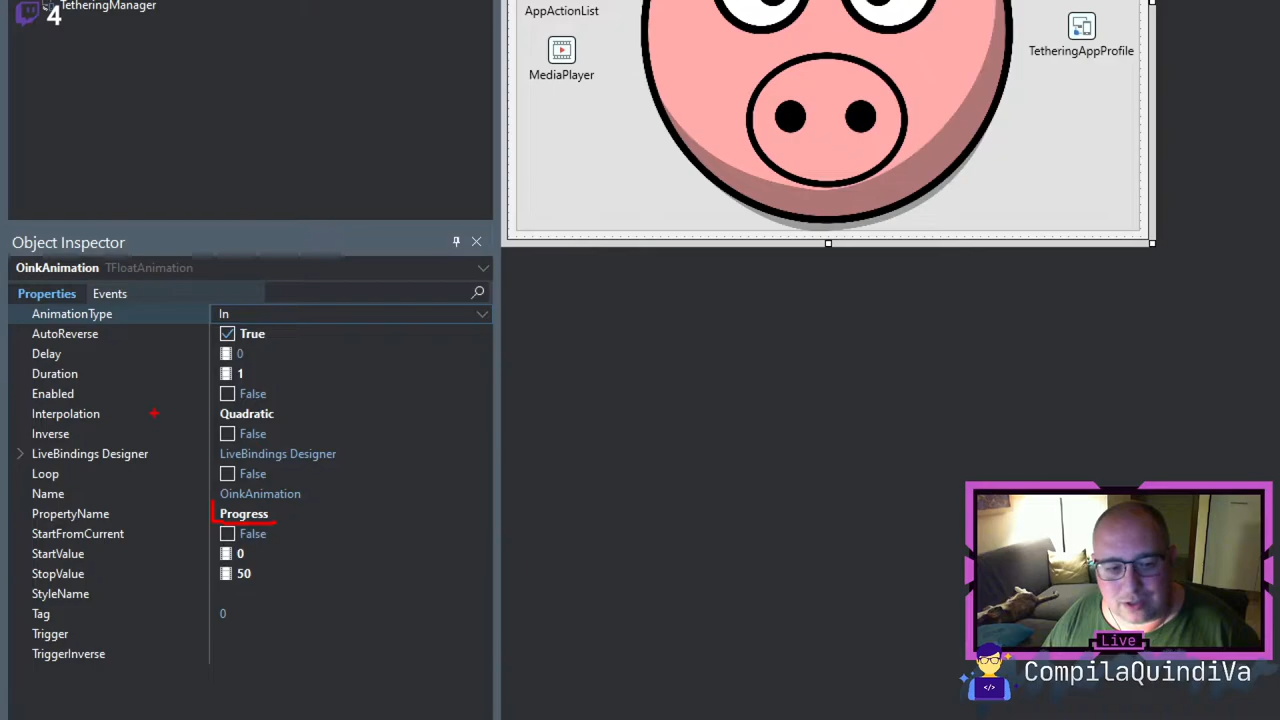 TetheringManager
4
AppActionList
MediaPlayer
TetheringAppProfile
Object Inspector
OinkAnimation TFloatAnimation
Properties Events
AnimationType In
AutoReverse True
Delay 0
Duration 1
Enabled False
Interpolation Quadratic
Inverse False
LiveBindings Designer LiveBindings Designer
Loop False
Name OinkAnimation
PropertyName Progress
StartFromCurrent False
StartValue 0
StopValue 50
StyleName
Tag 0
Trigger
TriggerInverse
Live
</>
CompilaQuindiVa